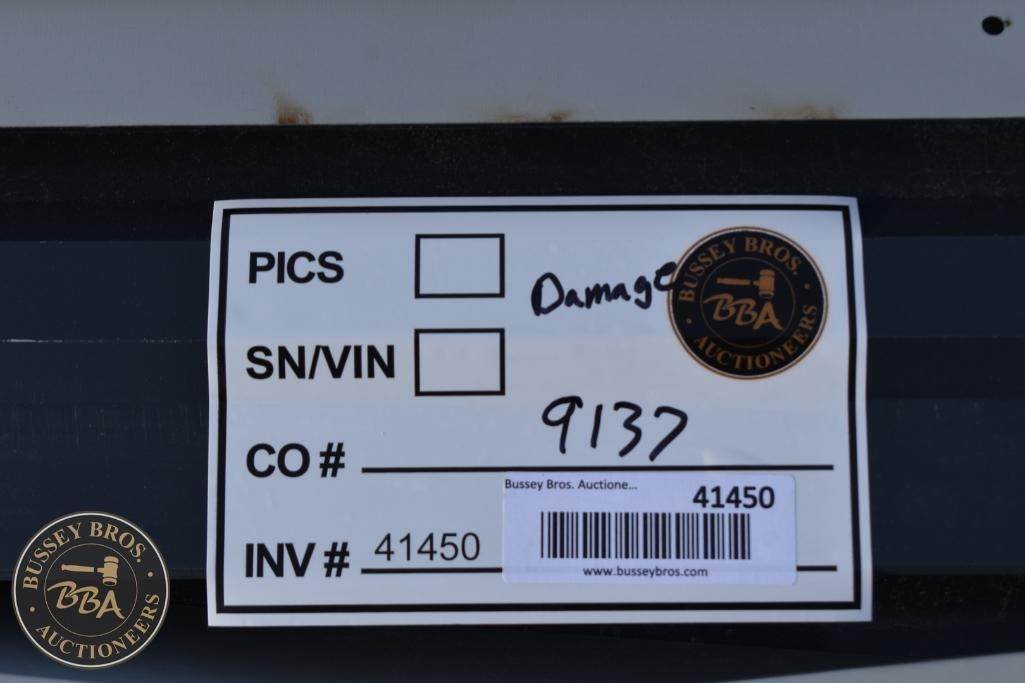 PICS
Damage
BUSSEY BROS.
BBA
AUCTIONEERS
SN/VIN
CO # 9137
Bussey Bros. Auctione...
41450
INV # 41450
www.busseybros.com
BUSSEY BROS.
BBA
AUCTIONEERS